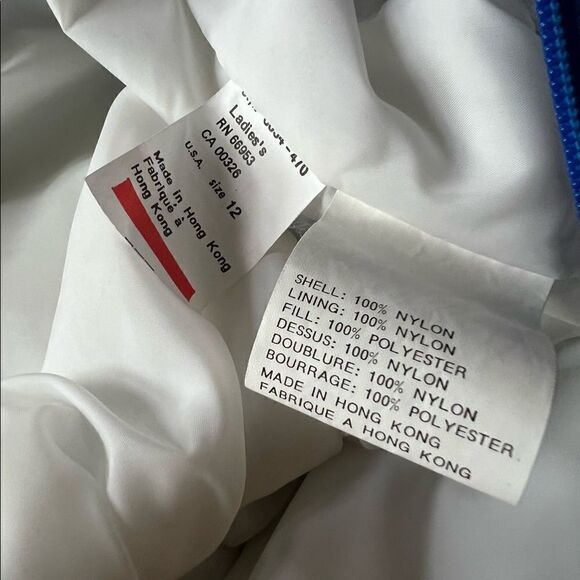 Ladies's
RN 66953
CA 00326
U.S.A. size 12
Made in Hong Kong
Fabriqué à
Hong Kong
SHELL: 100% NYLON
LINING: 100% NYLON
FILL: 100% POLYESTER
DESSUS: 100% NYLON
DOUBLURE: 100% NYLON
BOURRAGE: 100% POLYESTER
MADE IN HONG KONG
FABRIQUE A HONG KONG